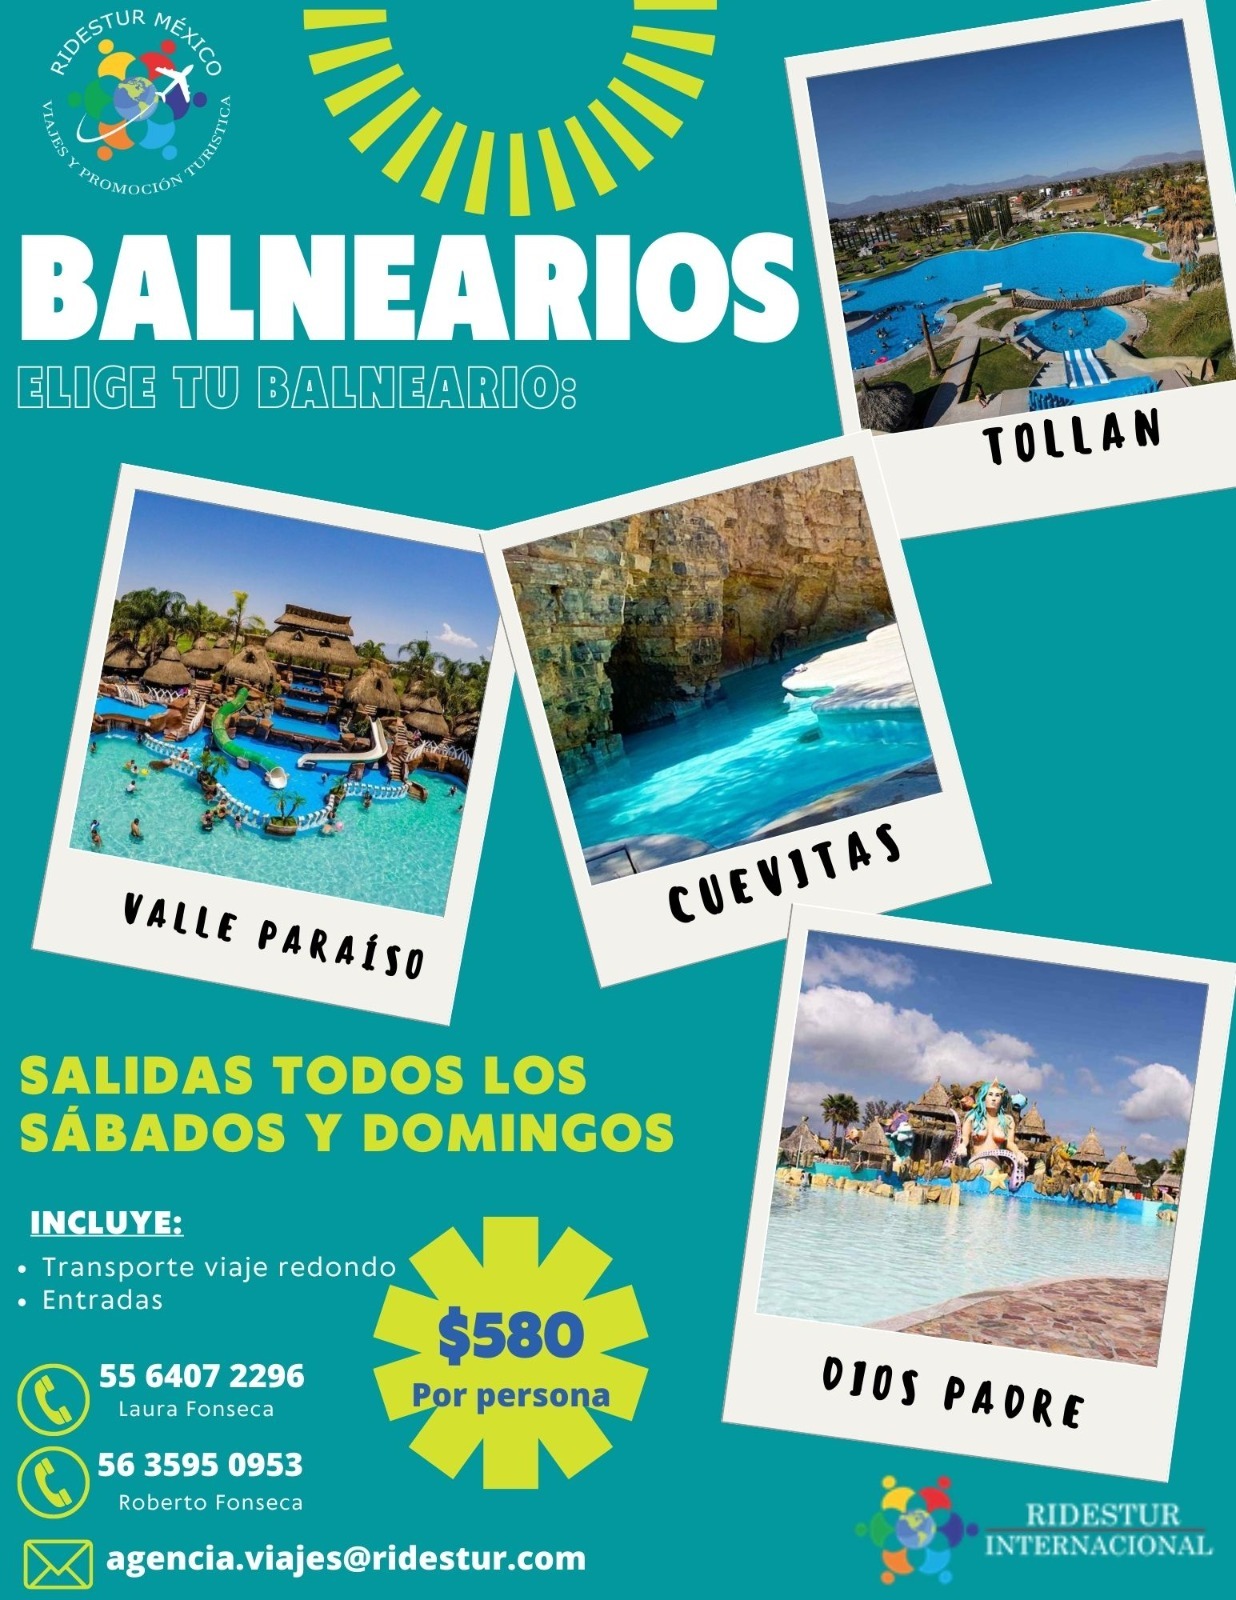 RIDESTUR MÉXICO
VIAJES Y PROMOCIÓN TURISTICA
BALNEARIOS
ELIGE TU BALNEARIO:
TOLLAN
VALLE PARAÍSO
CUEVITAS
DIOS PADRE
SALIDAS TODOS LOS
SÁBADOS Y DOMINGOS
INCLUYE:
• Transporte viaje redondo
• Entradas
$580
Por persona
55 6407 2296
Laura Fonseca
56 3595 0953
Roberto Fonseca
agencia.viajes@ridestur.com
RIDESTUR
INTERNACIONAL